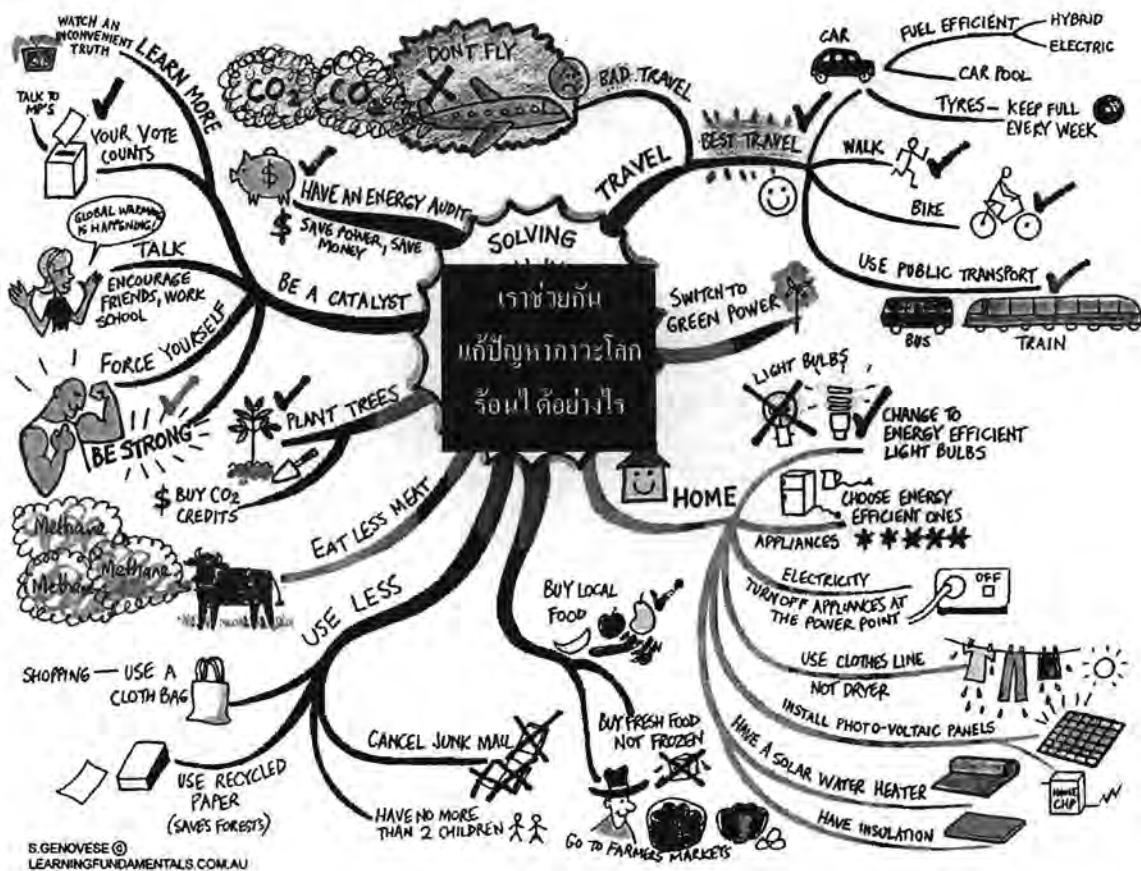 SOLVING
เราช่วยกัน
แก้ปัญหาภาวะโลก
ร้อนได้อย่างไร
TRAVEL
BAD TRAVEL
DON'T FLY
CO2
CO2
BEST TRAVEL
CAR
FUEL EFFICIENT
HYBRID
ELECTRIC
CAR POOL
TYRES – KEEP FULL
EVERY WEEK
WALK
BIKE
USE PUBLIC TRANSPORT
BUS
TRAIN
SWITCH TO
GREEN POWER
HOME
LIGHT BULBS
CHANGE TO
ENERGY EFFICIENT
LIGHT BULBS
CHOOSE ENERGY
EFFICIENT ONES
APPLIANCES
ELECTRICITY
TURN OFF APPLIANCES AT
THE POWER POINT
OFF
USE CLOTHES LINE
NOT DRYER
INSTALL PHOTO-VOLTAIC PANELS
CHP
HAVE A SOLAR WATER HEATER
HAVE INSULATION
BUY LOCAL
FOOD
BUY FRESH FOOD
NOT FROZEN
GO TO FARMERS MARKETS
USE LESS
CANCEL JUNK MAIL
HAVE NO MORE
THAN 2 CHILDREN
USE RECYCLED
PAPER
(SAVE'S FORESTS)
SHOPPING — USE A
CLOTH BAG
EAT LESS MEAT
Methane
Methane
Methane
PLANT TREES
$ BUY CO2
CREDITS
BE A CATALYST
BE STRONG
FORCE YOURSELF
TALK
ENCOURAGE
FRIENDS, WORK
SCHOOL
GLOBAL WARMING
IS HAPPENING!
YOUR VOTE
COUNTS
TALK TO
MP'S
LEARN MORE
WATCH AN
INCONVENIENT
TRUTH
HAVE AN ENERGY AUDIT
$ SAVE POWER, SAVE
MONEY
$
S.GENOVESE ©
LEARNINGFUNDAMENTALS.COM.AU